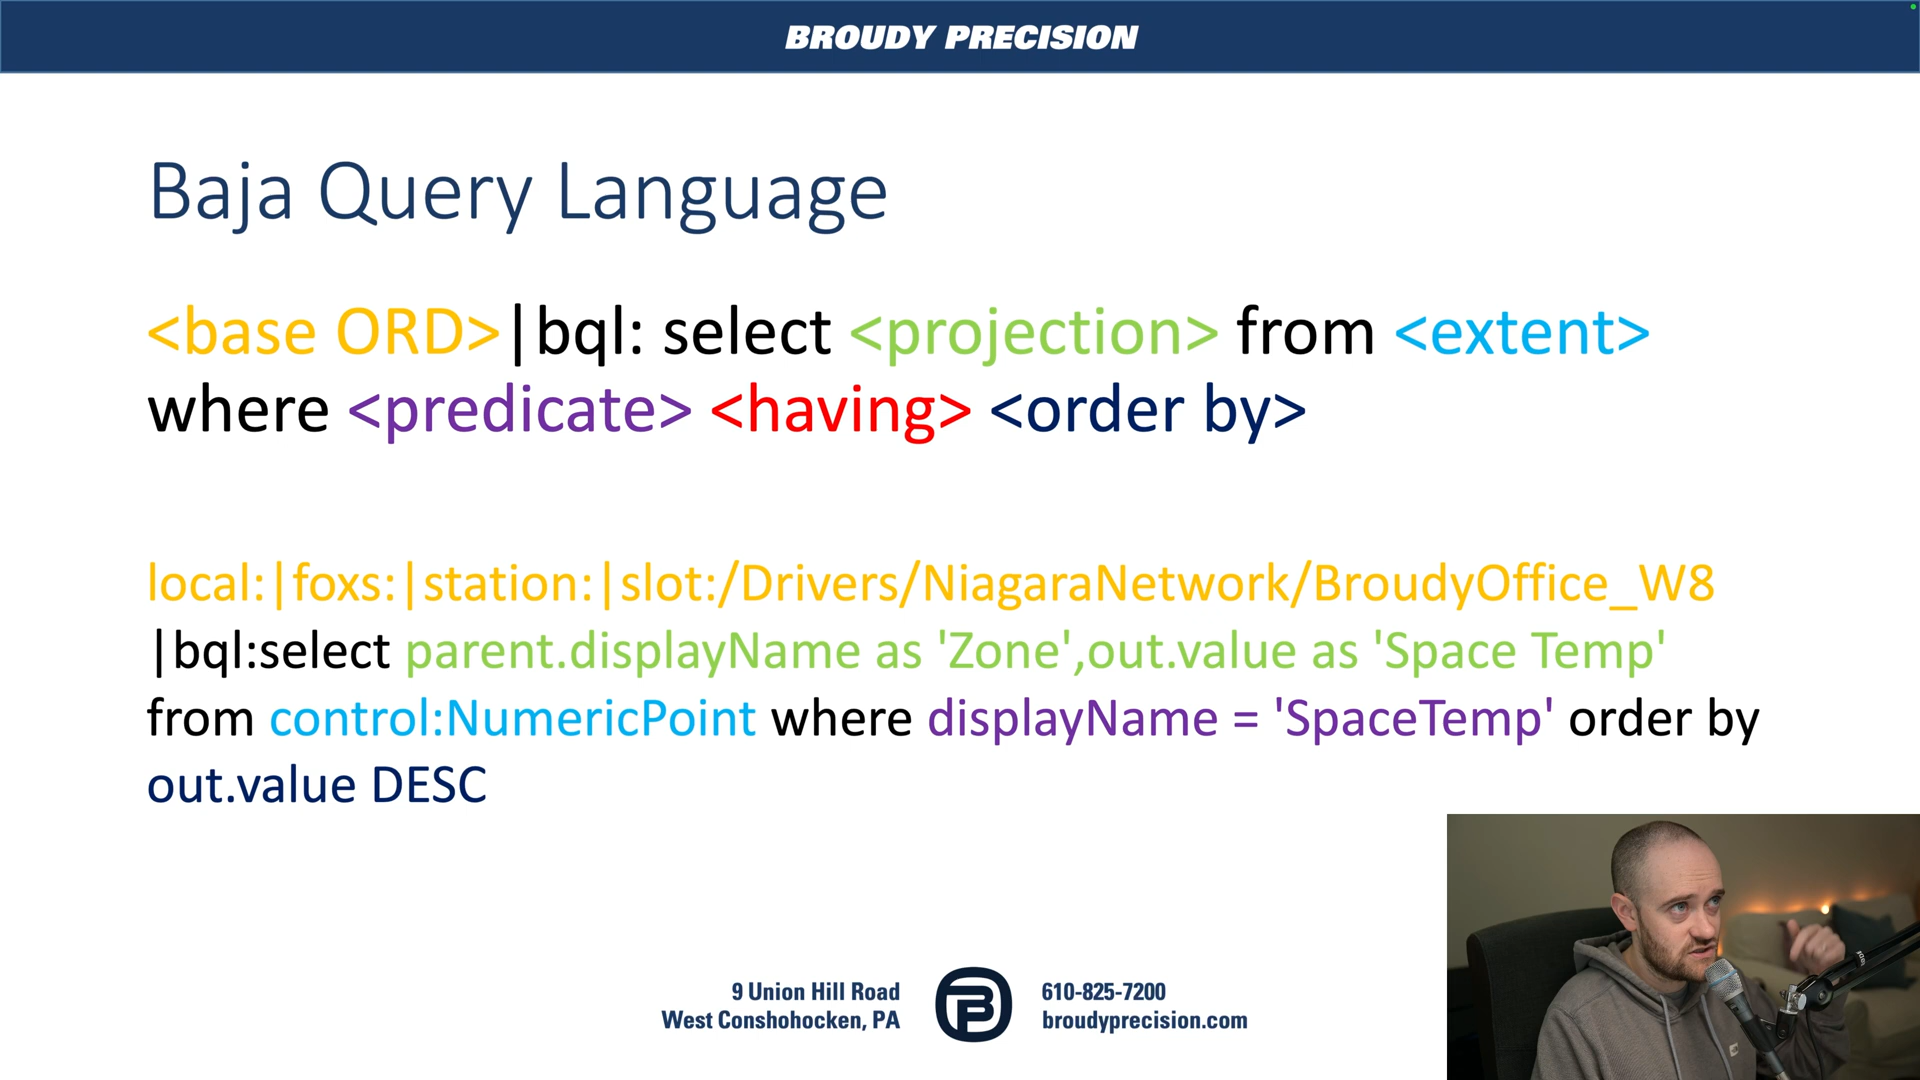 BROUDY PRECISION
Baja Query Language
<base ORD>|bql: select <projection> from <extent>
where <predicate> <having> <order by>
local:|foxs:|station:|slot:/Drivers/NiagaraNetwork/BroudyOffice_W8
|bql:select parent.displayName as 'Zone',out.value as 'Space Temp'
from control:NumericPoint where displayName = 'SpaceTemp' order by
out.value DESC
9 Union Hill Road
West Conshohocken, PA
610-825-7200
broudyprecision.com